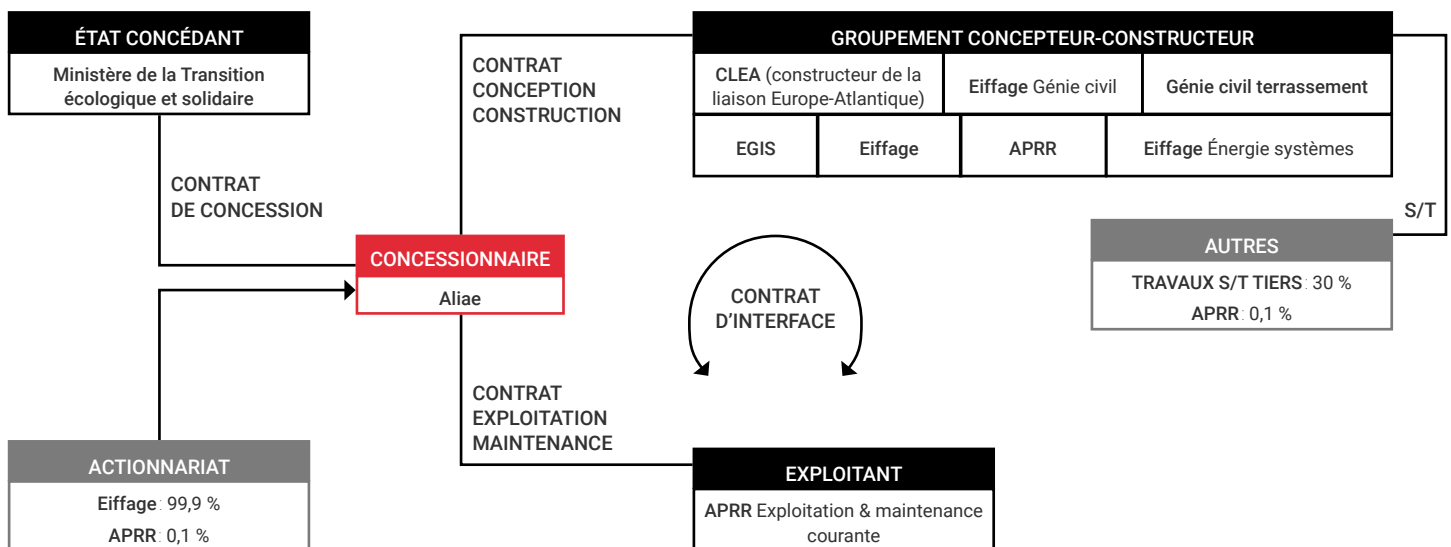 ÉTAT CONCÉDANT
Ministère de la Transition
écologique et solidaire
CONTRAT
DE CONCESSION
CONTRAT
CONCEPTION
CONSTRUCTION
GROUPEMENT CONCEPTEUR-CONSTRUCTEUR
CLEA (constructeur de la
liaison Europe-Atlantique)
Eiffage Génie civil
Génie civil terrassement
EGIS
Eiffage
APRR
Eiffage Énergie systèmes
S/T
AUTRES
TRAVAUX S/T TIERS: 30 %
APRR: 0,1 %
CONCESSIONNAIRE
Aliae
CONTRAT
D’INTERFACE
CONTRAT
EXPLOITATION
MAINTENANCE
ACTIONNARIAT
Eiffage: 99,9 %
APRR: 0,1 %
EXPLOITANT
APRR Exploitation & maintenance
courante